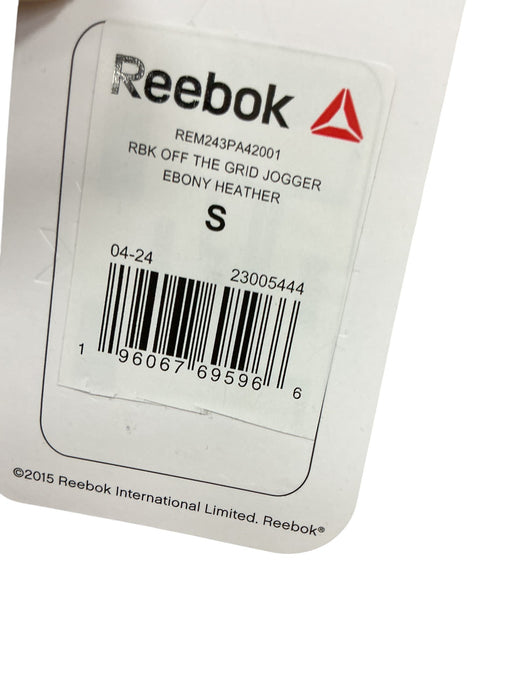 Reebok
REM243PA42001
RBK OFF THE GRID JOGGER
EBONY HEATHER
S
04-24 23005444
1 96067 69596 6
©2015 Reebok International Limited. Reebok®